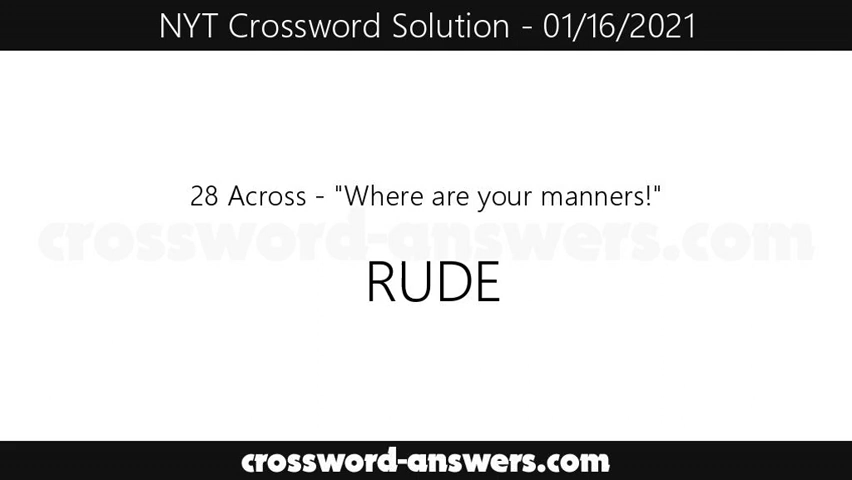 NYT Crossword Solution - 01/16/2021
28 Across - "Where are your manners!"
crossword-answers.com
RUDE
crossword-answers.com